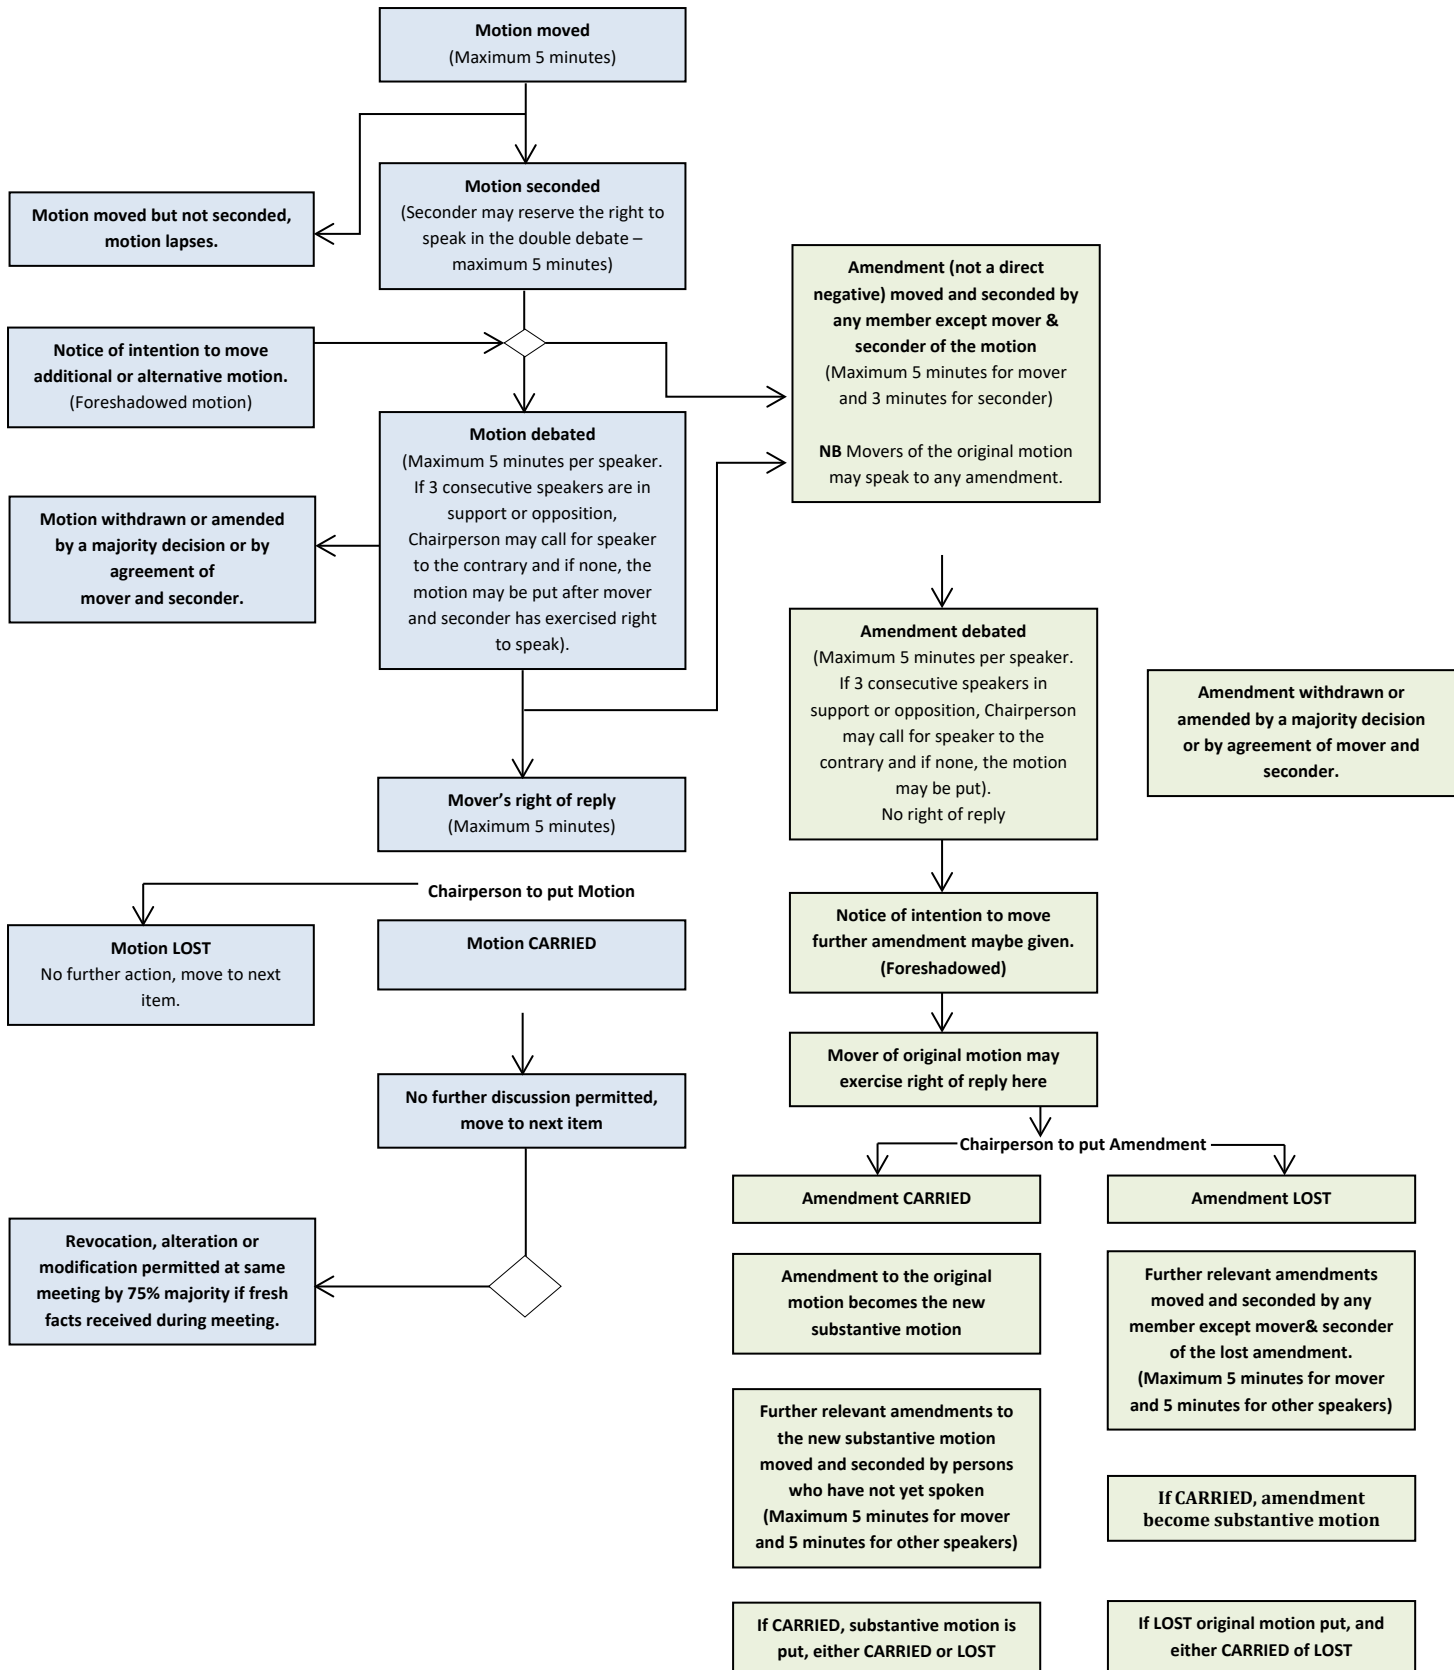 Motion moved
(Maximum 5 minutes)
Motion seconded
(Seconder may reserve the right to
speak in the double debate –
maximum 5 minutes)
Motion moved but not seconded,
motion lapses.
Notice of intention to move
additional or alternative motion.
(Foreshadowed motion)
Motion debated
(Maximum 5 minutes per speaker.
If 3 consecutive speakers are in
support or opposition,
Chairperson may call for speaker
to the contrary and if none, the
motion may be put after mover
and seconder has exercised right
to speak).
Motion withdrawn or amended
by a majority decision or by
agreement of
mover and seconder.
Mover’s right of reply
(Maximum 5 minutes)
Chairperson to put Motion
Motion LOST
No further action, move to next
item.
Motion CARRIED
No further discussion permitted,
move to next item
Revocation, alteration or
modification permitted at same
meeting by 75% majority if fresh
facts received during meeting.
Amendment (not a direct
negative) moved and seconded by
any member except mover &
seconder of the motion
(Maximum 5 minutes for mover
and 3 minutes for seconder)
NB Movers of the original motion
may speak to any amendment.
Amendment debated
(Maximum 5 minutes per speaker.
If 3 consecutive speakers in
support or opposition, Chairperson
may call for speaker to the
contrary and if none, the motion
may be put).
No right of reply
Amendment withdrawn or
amended by a majority decision
or by agreement of mover and
seconder.
Notice of intention to move
further amendment maybe given.
(Foreshadowed)
Mover of original motion may
exercise right of reply here
Chairperson to put Amendment
Amendment CARRIED
Amendment to the original
motion becomes the new
substantive motion
Further relevant amendments to
the new substantive motion
moved and seconded by persons
who have not yet spoken
(Maximum 5 minutes for mover
and 5 minutes for other speakers)
If CARRIED, substantive motion is
put, either CARRIED or LOST
Amendment LOST
Further relevant amendments
moved and seconded by any
member except mover& seconder
of the lost amendment.
(Maximum 5 minutes for mover
and 5 minutes for other speakers)
If CARRIED, amendment
become substantive motion
If LOST original motion put, and
either CARRIED of LOST